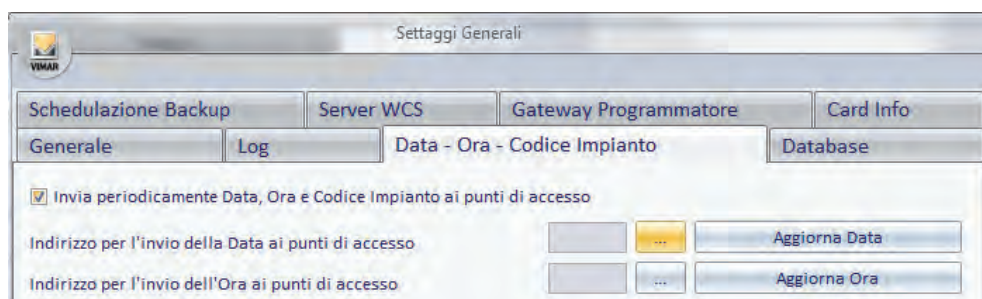 Settaggi Generali
VIMAR
Schedulazione Backup Server WCS Gateway Programmatore Card Info
Generale Log Data - Ora - Codice Impianto Database
Invia periodicamente Data, Ora e Codice Impianto ai punti di accesso
Indirizzo per l'invio della Data ai punti di accesso ... Aggiorna Data
Indirizzo per l'invio dell'Ora ai punti di accesso ... Aggiorna Ora